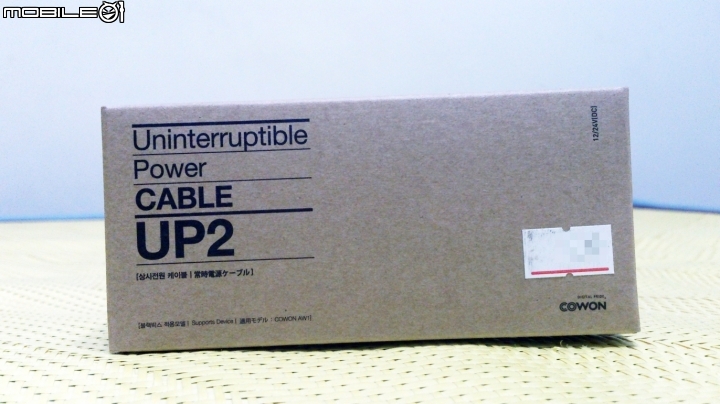 MOBILE01
Uninterruptible
Power
CABLE
UP2
[상시전원 케이블 | 常時電源ケーブル]
[블랙박스 적용모델 | Supports Device | 適用モデル : COWON AW1]
12/24V(DC)
DIGITAL PRIDE,
COWON